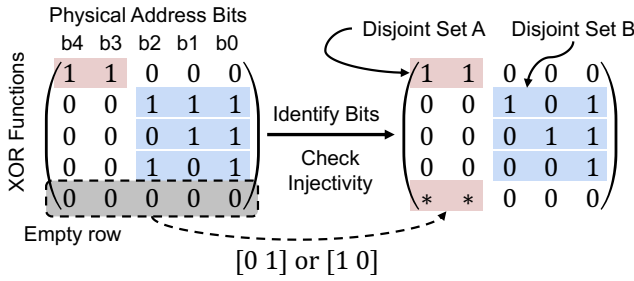 Physical Address Bits
b4 b3 b2 b1 b0
XOR Functions
1 1 0 0 0
0 0 1 1 1
0 0 0 1 1
0 0 1 0 1
0 0 0 0 0
Empty row
Identify Bits
Check
Injectivity
[0 1] or [1 0]
Disjoint Set A
Disjoint Set B
1 1 0 0 0
0 0 1 0 1
0 0 0 1 1
0 0 0 0 1
* * 0 0 0